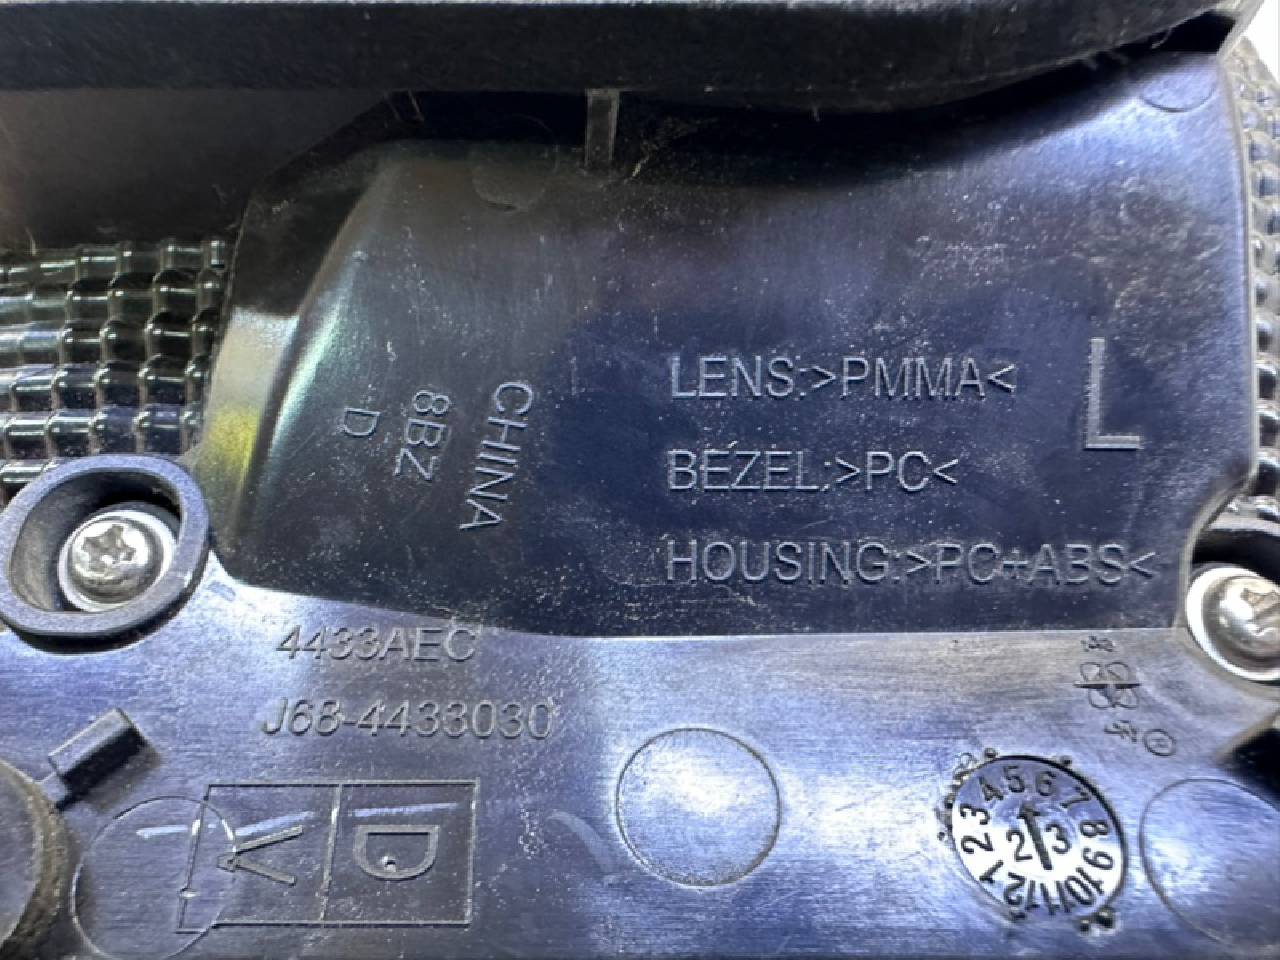 LENS:>PMMA<
L
BEZEL:>PC<
HOUSING:>PC+ABS<
CHINA
8BZ
D
4433AEC
J68-4433030
D V
1 2 3 4 5 6 7 8 9 10 11 12
2 3